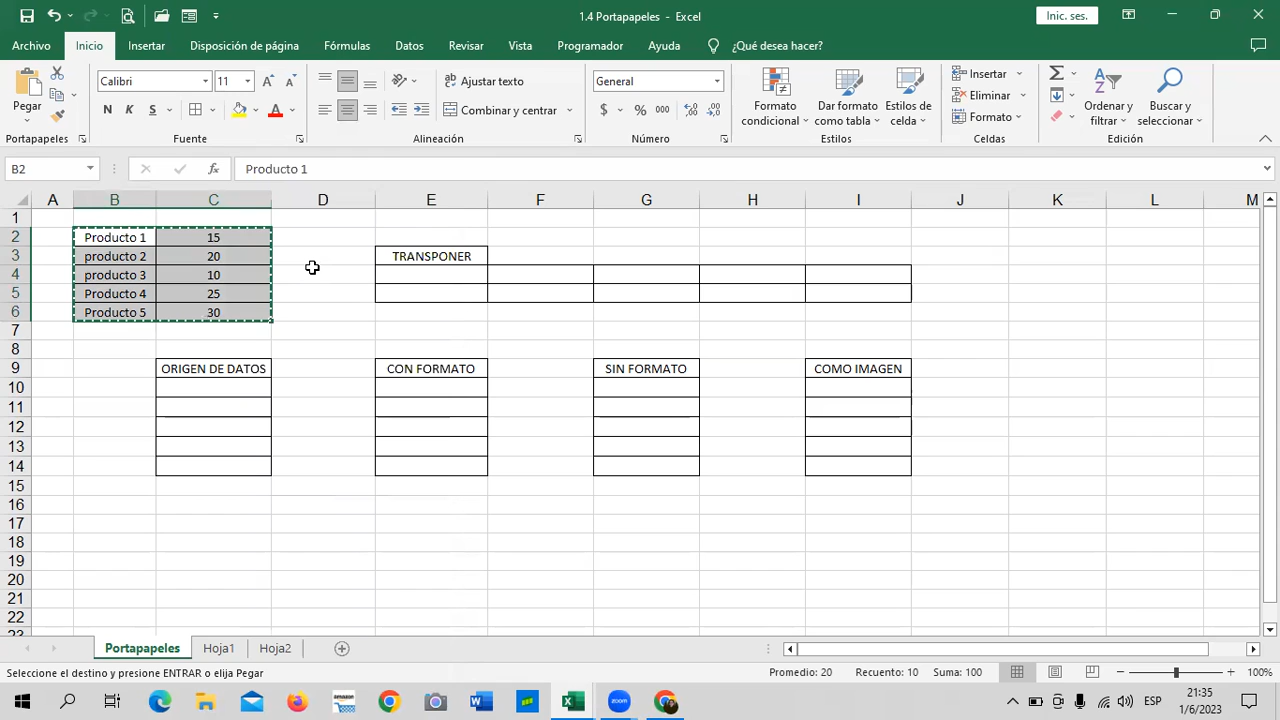 1.4 Portapapeles - Excel
Inic. ses.
Archivo Inicio Insertar Disposición de página Fórmulas Datos Revisar Vista Programador Ayuda ¿Qué desea hacer?
Pegar
Portapapeles
Calibri 11
N K S A
Fuente
Ajustar texto
Combinar y centrar
Alineación
General
$ % 000
Número
Formato condicional
Dar formato como tabla
Estilos de celda
Estilos
Insertar
Eliminar
Formato
Celdas
Ordenar y filtrar
Buscar y seleccionar
Edición
B2 fx Producto 1
A B C D E F G H I J K L M
1
2 Producto 1 15
3 producto 2 20 TRANSPONER
4 producto 3 10
5 Producto 4 25
6 Producto 5 30
7
8
9 ORIGEN DE DATOS CON FORMATO SIN FORMATO COMO IMAGEN
10
11
12
13
14
15
16
17
18
19
20
21
22
23
Portapapeles Hoja1 Hoja2
Seleccione el destino y presione ENTRAR o elija Pegar Promedio: 20 Recuento: 10 Suma: 100 100%
amazon zoom ESP 21:35
1/6/2023